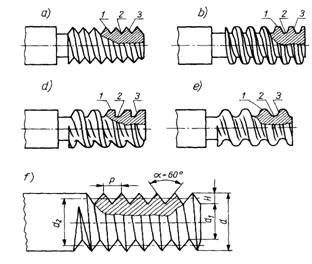 a) 1 2 3
b) 1 2 3
d) 1 2 3
e) 1 2 3
f) P α=60° H
d₂ d₁ d